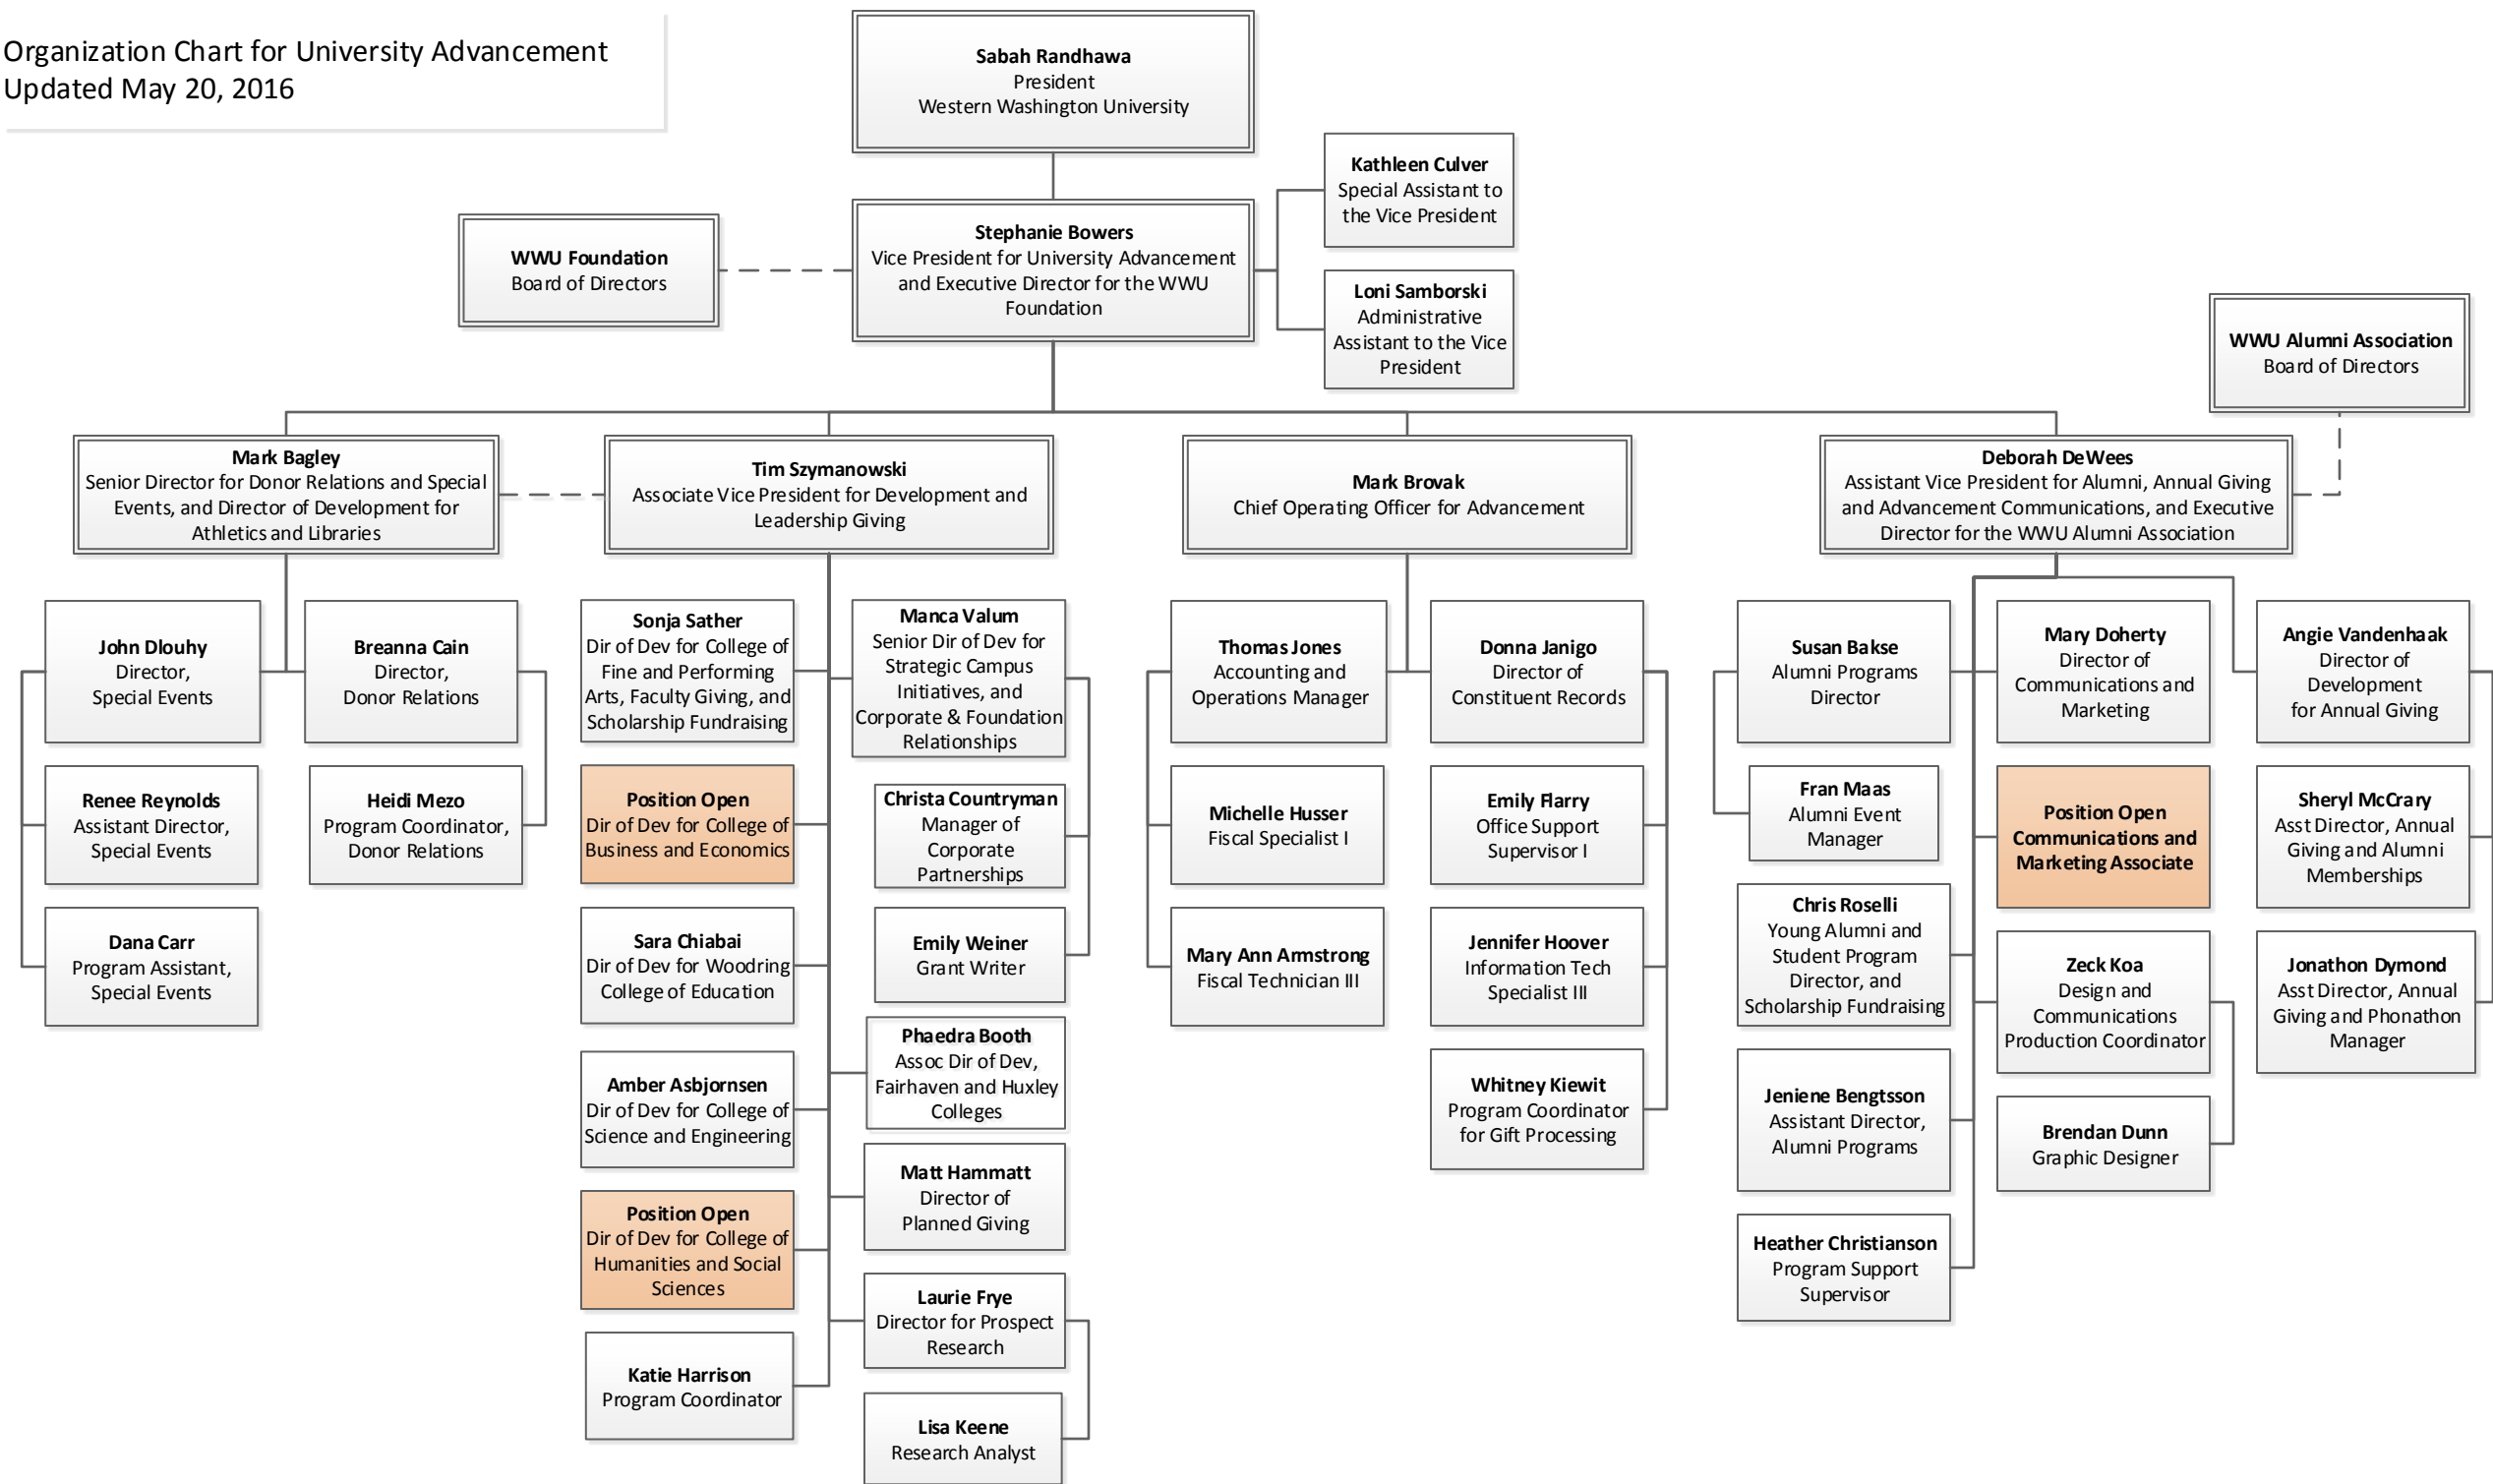 Organization Chart for University Advancement
Updated May 20, 2016
Sabah Randhawa
President
Western Washington University
Kathleen Culver
Special Assistant to
the Vice President
WWU Foundation
Board of Directors
Stephanie Bowers
Vice President for University Advancement
and Executive Director for the WWU
Foundation
Loni Samborski
Administrative
Assistant to the Vice
President
WWU Alumni Association
Board of Directors
Mark Bagley
Senior Director for Donor Relations and Special
Events, and Director of Development for
Athletics and Libraries
Tim Szymanowski
Associate Vice President for Development and
Leadership Giving
Mark Brovak
Chief Operating Officer for Advancement
Deborah DeWees
Assistant Vice President for Alumni, Annual Giving
and Advancement Communications, and Executive
Director for the WWU Alumni Association
John Dlouhy
Director,
Special Events
Breanna Cain
Director,
Donor Relations
Renee Reynolds
Assistant Director,
Special Events
Heidi Mezo
Program Coordinator,
Donor Relations
Dana Carr
Program Assistant,
Special Events
Sonja Sather
Dir of Dev for College of
Fine and Performing
Arts, Faculty Giving, and
Scholarship Fundraising
Manca Valum
Senior Dir of Dev for
Strategic Campus
Initiatives, and
Corporate & Foundation
Relationships
Position Open
Dir of Dev for College of
Business and Economics
Christa Countryman
Manager of
Corporate
Partnerships
Sara Chiabai
Dir of Dev for Woodring
College of Education
Emily Weiner
Grant Writer
Phaedra Booth
Assoc Dir of Dev,
Fairhaven and Huxley
Colleges
Amber Asbjornsen
Dir of Dev for College of
Science and Engineering
Matt Hammatt
Director of
Planned Giving
Position Open
Dir of Dev for College of
Humanities and Social
Sciences
Laurie Frye
Director for Prospect
Research
Katie Harrison
Program Coordinator
Lisa Keene
Research Analyst
Thomas Jones
Accounting and
Operations Manager
Donna Janigo
Director of
Constituent Records
Michelle Husser
Fiscal Specialist I
Emily Flarry
Office Support
Supervisor I
Mary Ann Armstrong
Fiscal Technician III
Jennifer Hoover
Information Tech
Specialist III
Whitney Kiewit
Program Coordinator
for Gift Processing
Susan Bakse
Alumni Programs
Director
Mary Doherty
Director of
Communications and
Marketing
Angie Vandenhaak
Director of
Development
for Annual Giving
Fran Maas
Alumni Event
Manager
Position Open
Communications and
Marketing Associate
Sheryl McCrary
Asst Director, Annual
Giving and Alumni
Memberships
Chris Roselli
Young Alumni and
Student Program
Director, and
Scholarship Fundraising
Zeck Koa
Design and
Communications
Production Coordinator
Jonathon Dymond
Asst Director, Annual
Giving and Phonathon
Manager
Jeniene Bengtsson
Assistant Director,
Alumni Programs
Brendan Dunn
Graphic Designer
Heather Christianson
Program Support
Supervisor